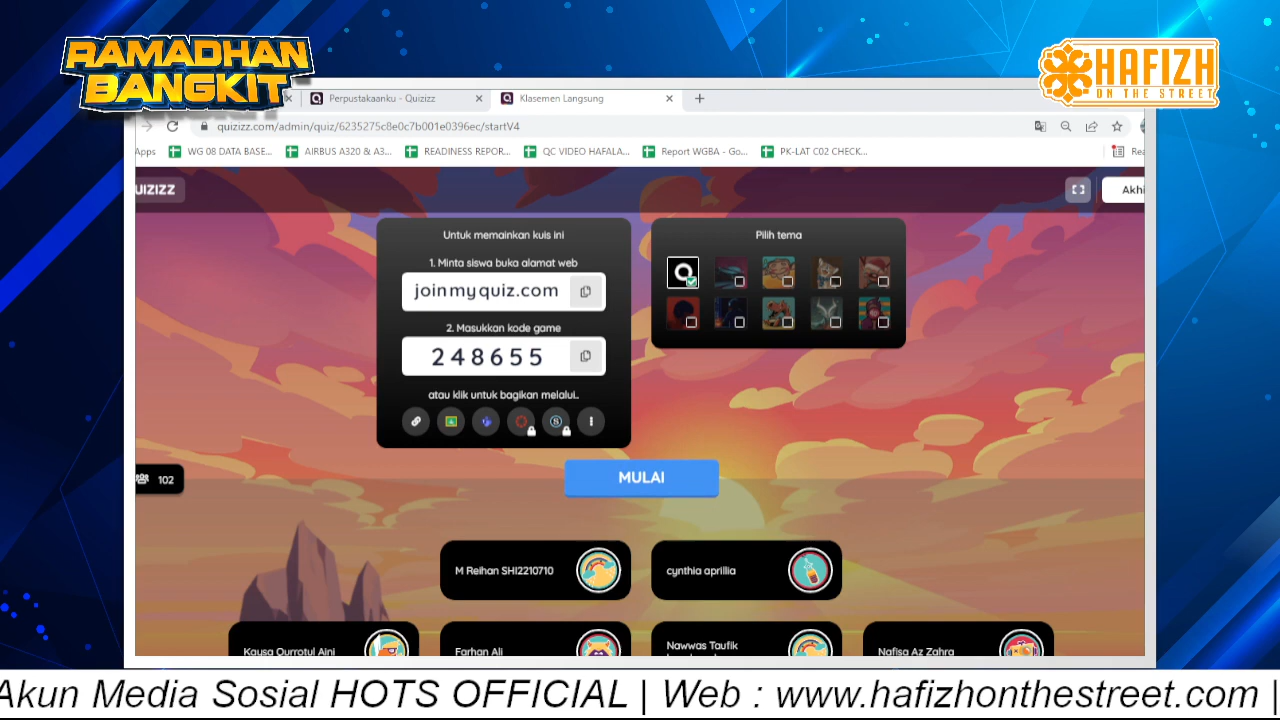 RAMADHAN
BANGKIT
HAFIZH
ON THE STREET
Perpustakaanku - Quizizz
Klasemen Langsung
quizizz.com/admin/quiz/6235275c8e0c7b001e0396ec/startV4
Apps
WG 08 DATA BASE...
AIRBUS A320 & A3...
READINESS REPOR...
QC VIDEO HAFALA...
Report WGBA - Go...
PK-LAT C02 CHECK...
Rea
UIZIZZ
Akhi
Untuk memainkan kuis ini
1. Minta siswa buka alamat web
joinmyquiz.com
2. Masukkan kode game
248655
atau klik untuk bagikan melalui..
Pilih tema
102
MULAI
M Reihan SHI2210710
cynthia aprillia
Kaysa Qurrotul Aini
Farhan Ali
Nawwas Taufik
Nafisa Az Zahra
Akun Media Sosial HOTS OFFICIAL | Web : www.hafizhonthestreet.com |